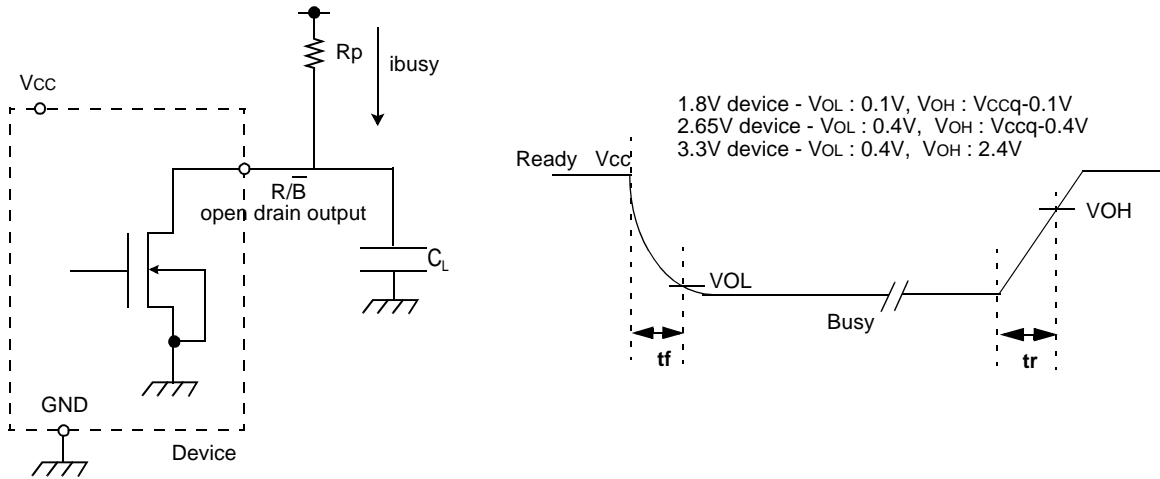 Rp
ibusy
VCC
R/B̅
open drain output
CL
GND
Device
1.8V device - VOL : 0.1V, VOH : VCCq-0.1V
2.65V device - VOL : 0.4V, VOH : Vccq-0.4V
3.3V device - VOL : 0.4V, VOH : 2.4V
Ready Vcc
VOH
VOL
Busy
tf
tr